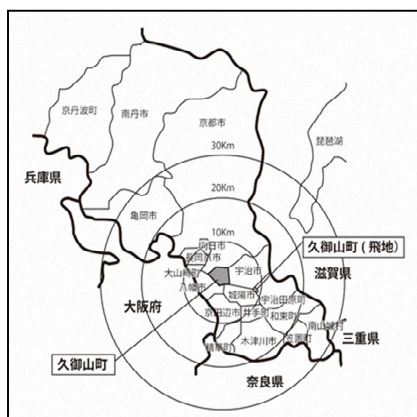 京丹波町
南丹市
京都市
琵琶湖
30Km
兵庫県
20Km
亀岡市
10Km
向日市
長岡京市
久御山町(飛地)
大山崎町
宇治市
滋賀県
八幡市
大阪府
城陽市
宇治田原町
京田辺市
井手町
和束町
南山城村
三重県
久御山町
精華町
木津川市
笠置町
奈良県